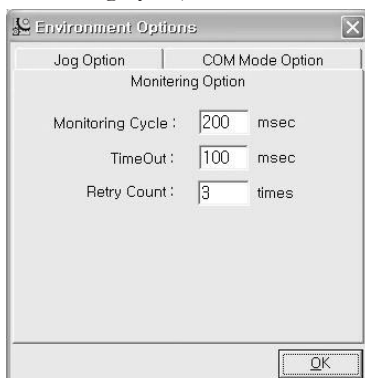 Environment Options
Jog Option COM Mode Option
Monitering Option
Monitoring Cycle : 200 msec
TimeOut : 100 msec
Retry Count : 3 times
OK